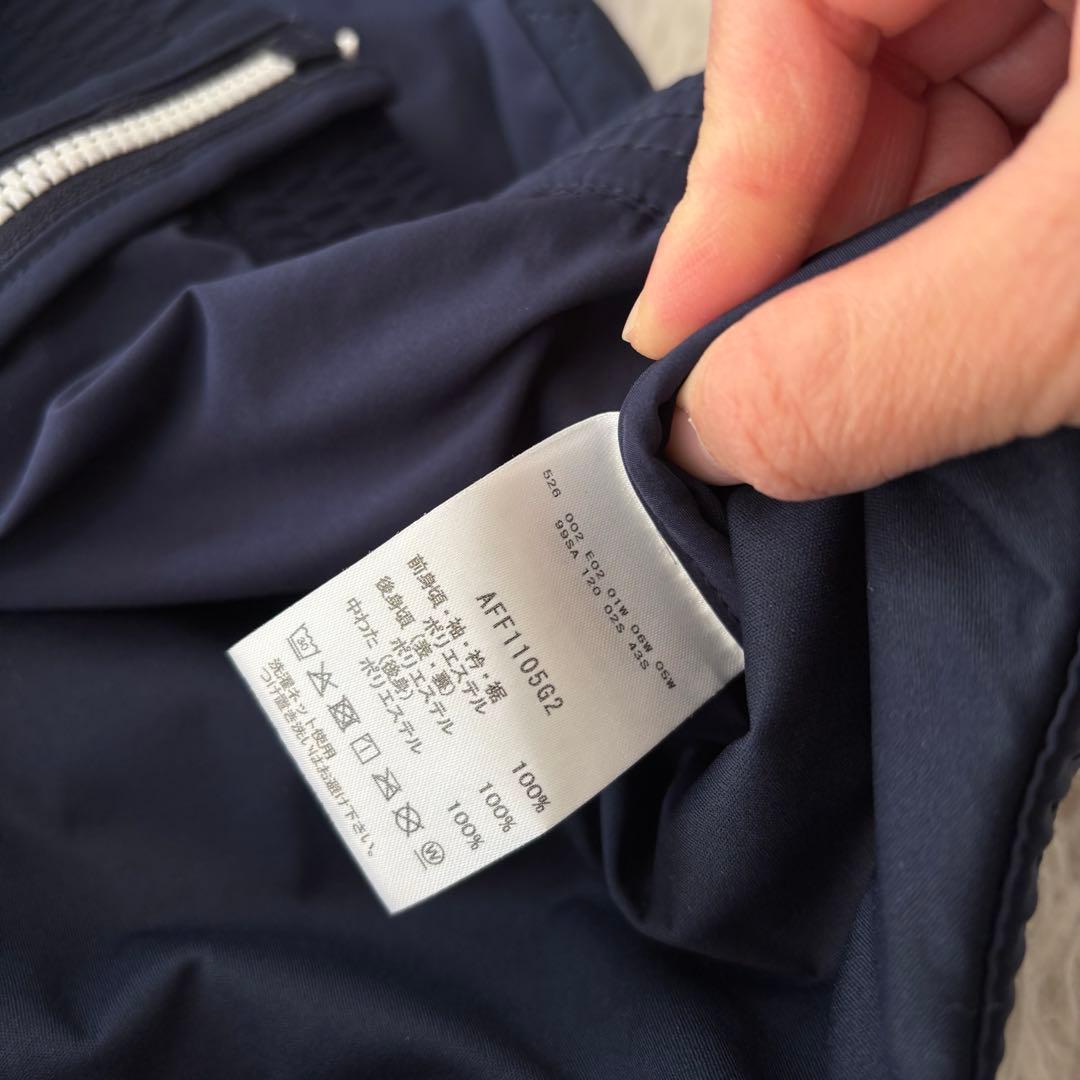 526 002 E02 01W 06W 05W
99SA 120 02S 43S
AFF1105G2
前身頃・袖・衿・裾
ポリエステル 100%
後身頃(表・裏)
ポリエステル 100%
中わた(後身)
ポリエステル 100%
30
W
洗濯ネット使用
つけ置き洗いはお避け下さい。